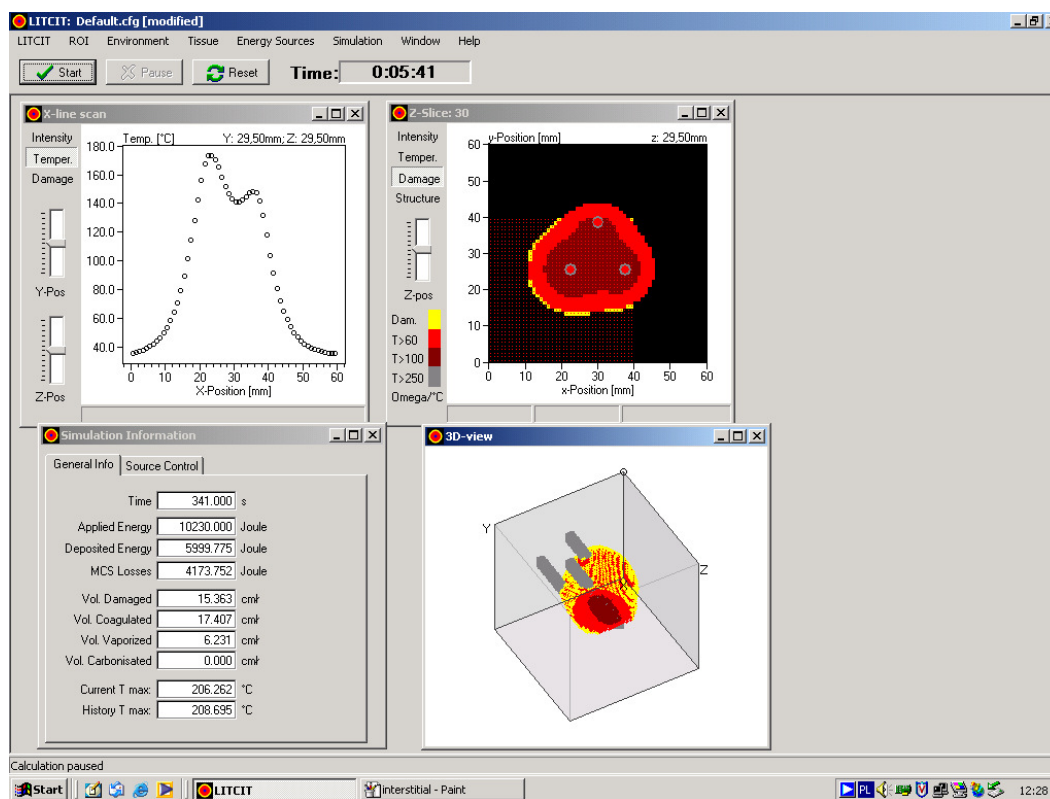 LITCIT: Default.cfg [modified]
LITCIT ROI Environment Tissue Energy Sources Simulation Window Help
Start Pause Reset Time: 0:05:41
X-line scan
Intensity
Temper.
Damage
Y-Pos
Z-Pos
Temp. [°C] Y: 29,50mm; Z: 29,50mm
180.0
160.0
140.0
120.0
100.0
80.0
60.0
40.0
0 10 20 30 40 50 60
X-Position [mm]
Z-Slice: 30
Intensity
Temper.
Damage
Structure
Z-pos
Dam.
T>60
T>100
T>250
Omega/°C
y-Position [mm] z: 29,50mm
60
50
40
30
20
10
0
0 10 20 30 40 50 60
x-Position [mm]
Simulation Information
General Info Source Control
Time 341.000 s
Applied Energy 10230.000 Joule
Deposited Energy 5999.775 Joule
MCS Losses 4173.752 Joule
Vol. Damaged 15.363 cmł
Vol. Coagulated 17.407 cmł
Vol. Vaporized 6.231 cmł
Vol. Carbonisated 0.000 cmł
Current T max: 206.262 °C
History T max: 208.695 °C
3D-view
Y
Z
Calculation paused
Start LITCIT interstitial - Paint PL 12:28